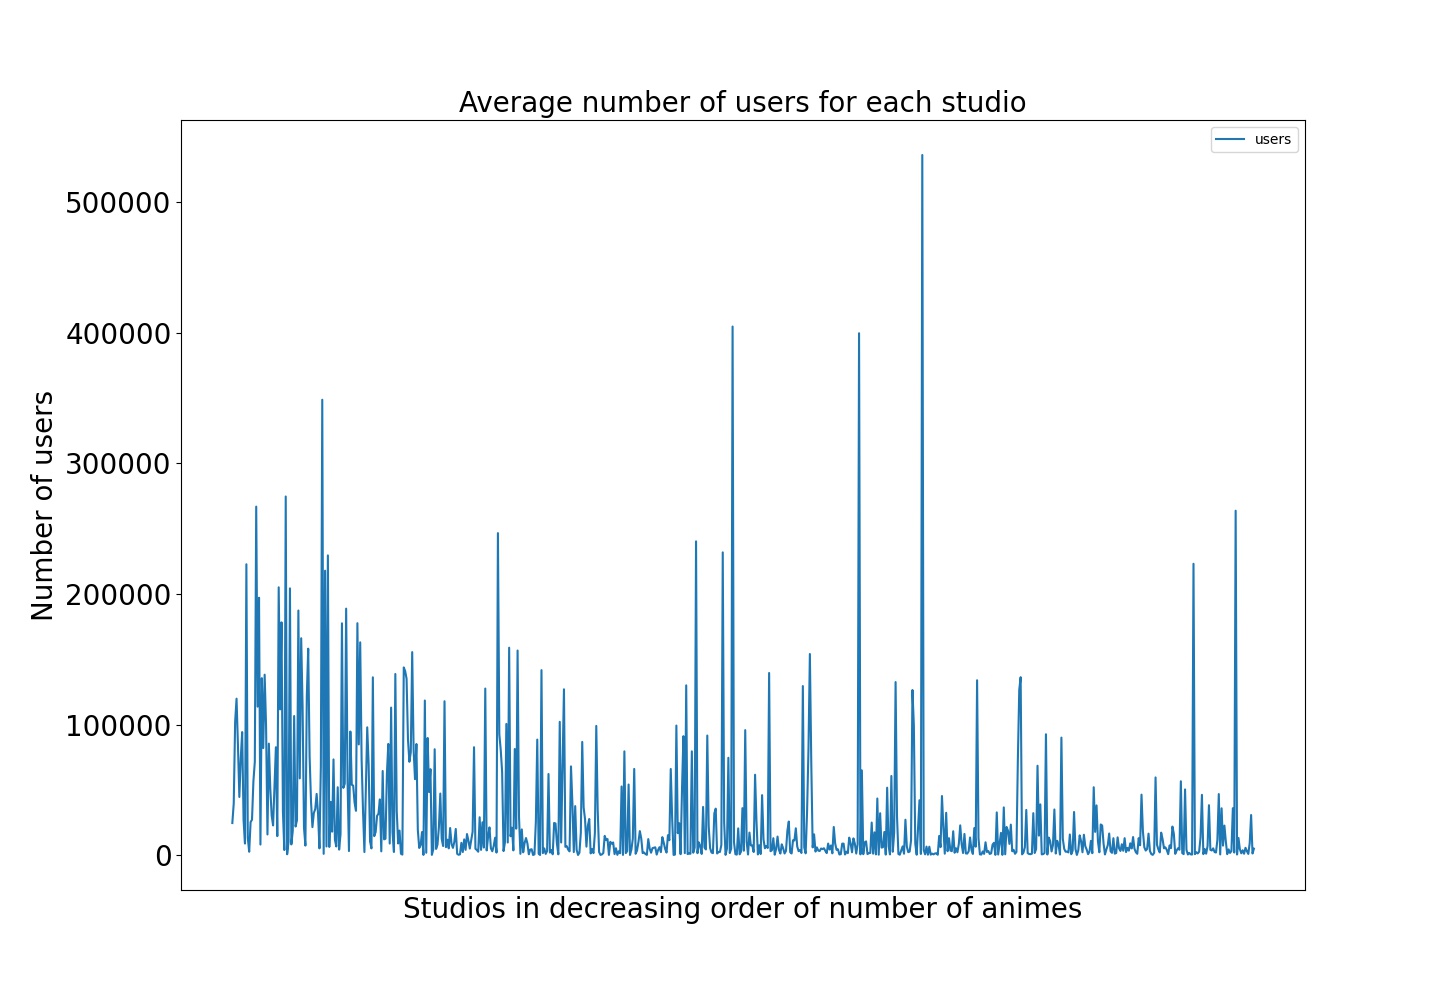 Average number of users for each studio
users
500000
400000
300000
200000
100000
0
Number of users
Studios in decreasing order of number of animes